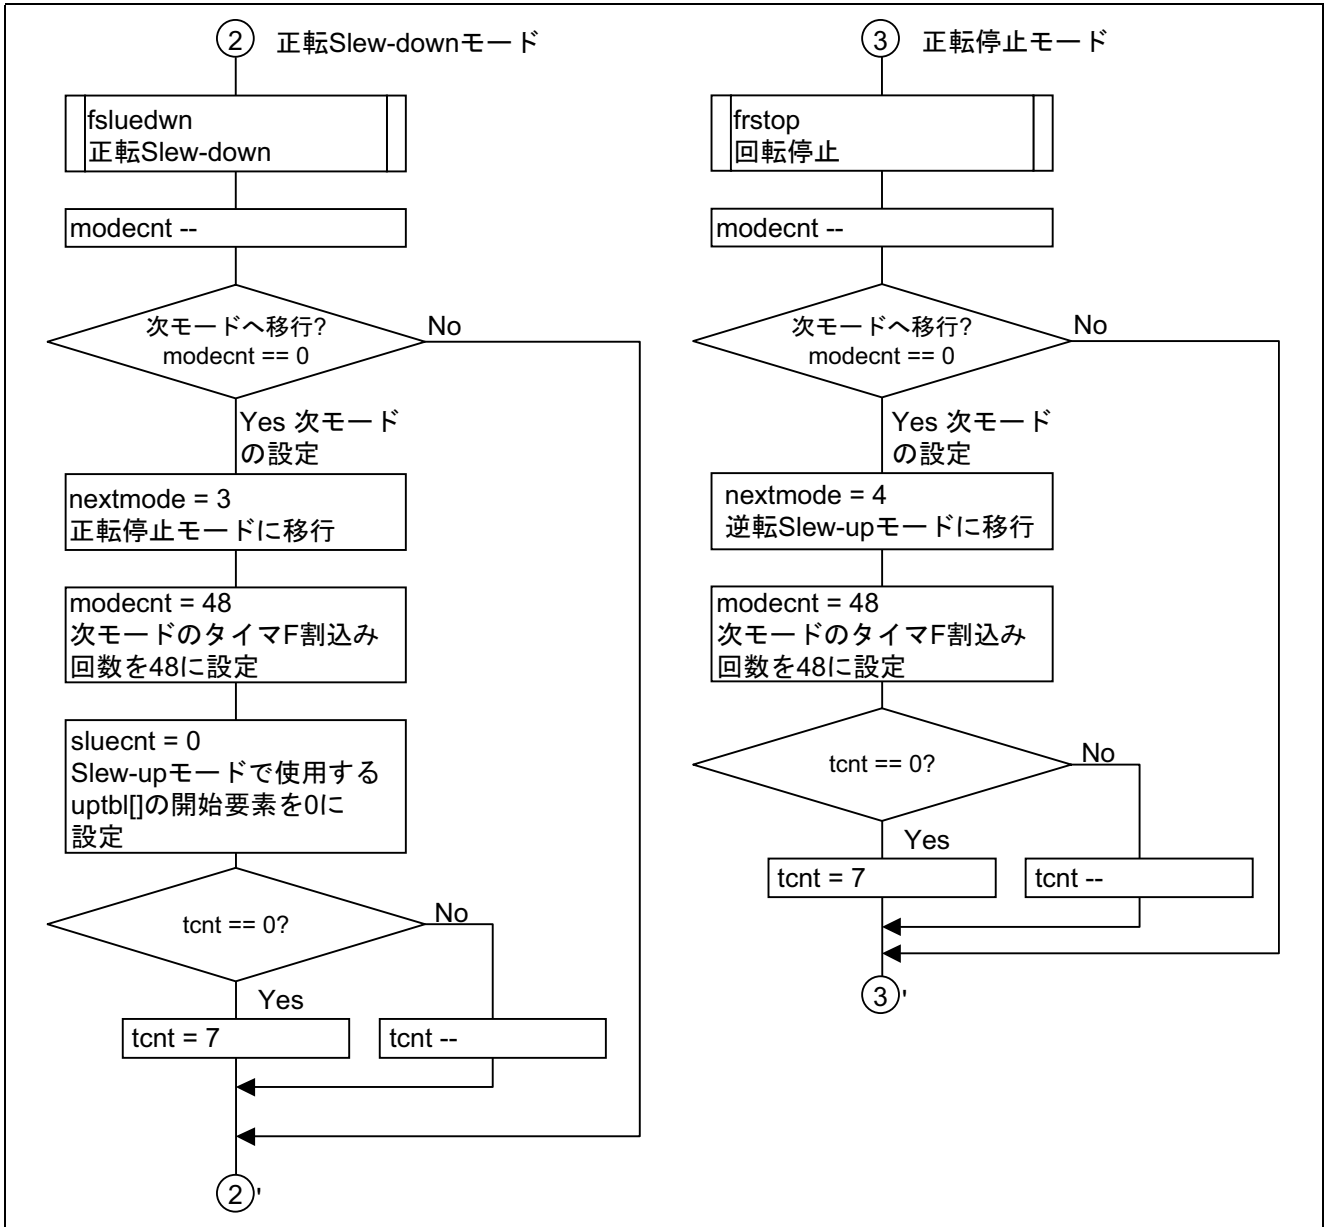 2 正転Slew-downモード
fsluedwn
正転Slew-down
modecnt --
次モードへ移行?
modecnt == 0
No
Yes 次モード
の設定
nextmode = 3
正転停止モードに移行
modecnt = 48
次モードのタイマF割込み
回数を48に設定
sluecnt = 0
Slew-upモードで使用する
uptbl[]の開始要素を0に
設定
tcnt == 0?
No
Yes
tcnt = 7
tcnt --
2'
3 正転停止モード
frstop
回転停止
modecnt --
次モードへ移行?
modecnt == 0
No
Yes 次モード
の設定
nextmode = 4
逆転Slew-upモードに移行
modecnt = 48
次モードのタイマF割込み
回数を48に設定
tcnt == 0?
No
Yes
tcnt = 7
tcnt --
3'